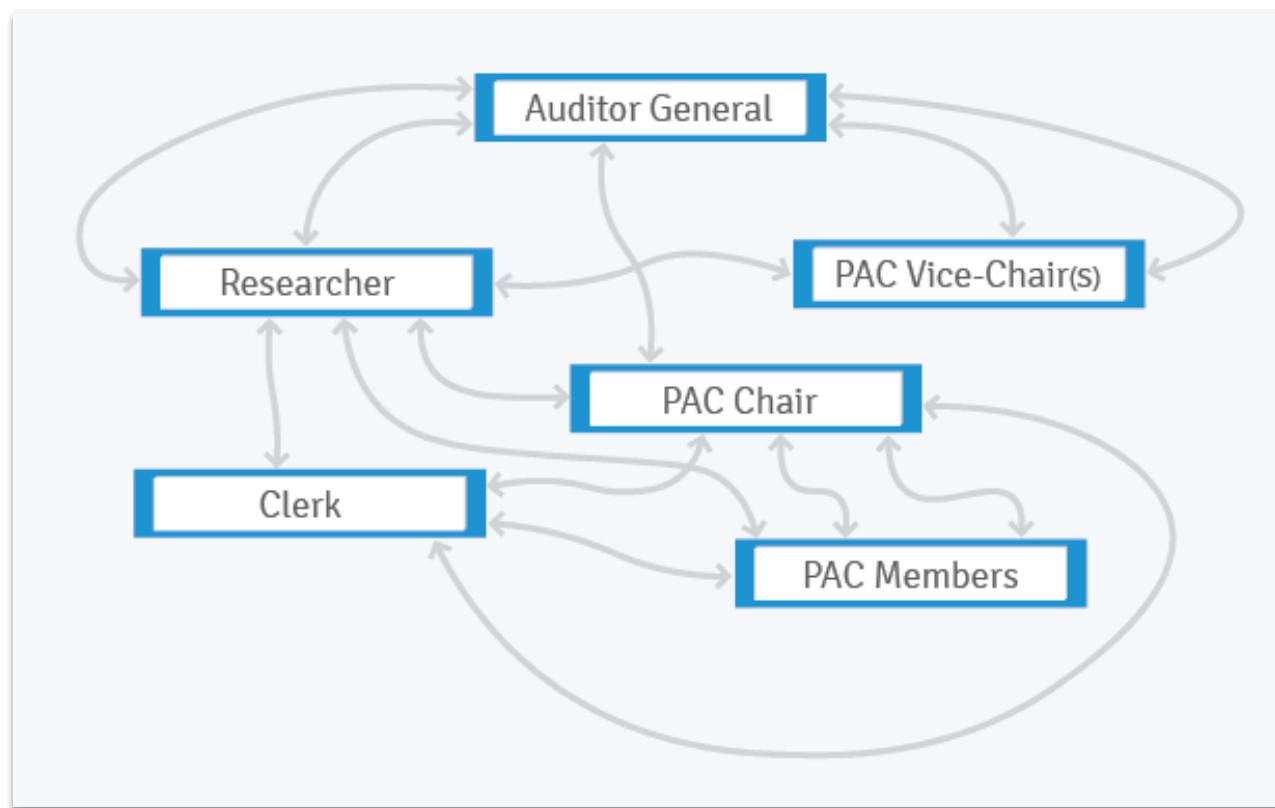 Auditor General
Researcher
PAC Vice-Chair(s)
PAC Chair
Clerk
PAC Members